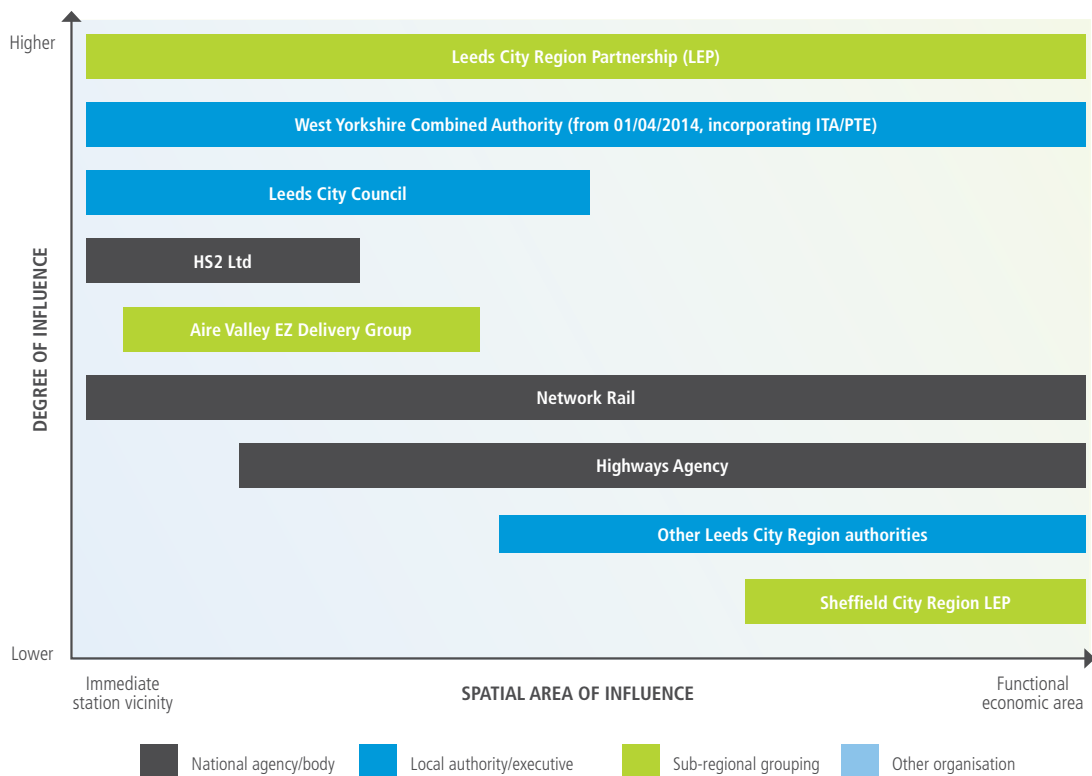 Higher
Leeds City Region Partnership (LEP)
West Yorkshire Combined Authority (from 01/04/2014, incorporating ITA/PTE)
Leeds City Council
HS2 Ltd
Aire Valley EZ Delivery Group
Network Rail
Highways Agency
Other Leeds City Region authorities
Sheffield City Region LEP
DEGREE OF INFLUENCE
Lower
Immediate
station vicinity
SPATIAL AREA OF INFLUENCE
Functional
economic area
National agency/body
Local authority/executive
Sub-regional grouping
Other organisation